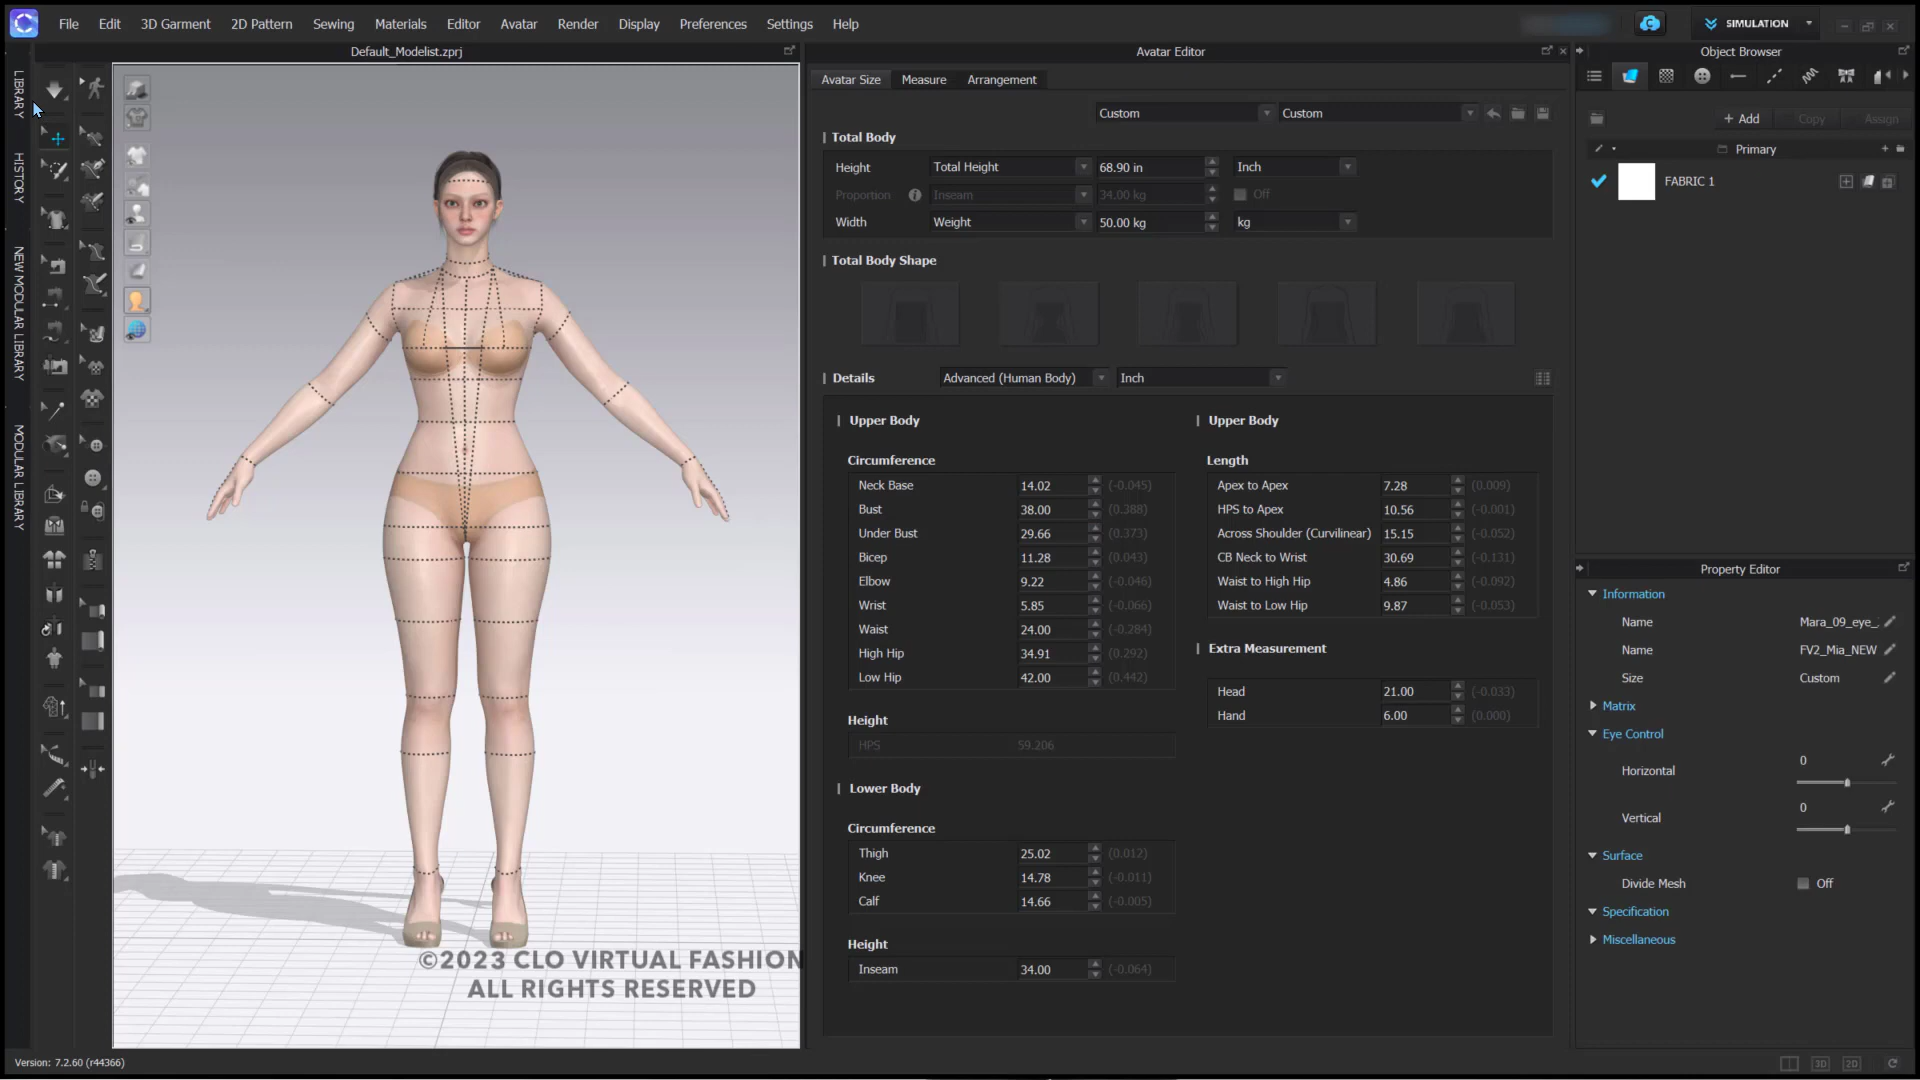 File Edit 3D Garment 2D Pattern Sewing Materials Editor Avatar Render Display Preferences Settings Help
SIMULATION
Default_Modelist.zprj
Avatar Editor
Object Browser
LIBRARY
HISTORY
NEW MODULAR LIBRARY
MODULAR LIBRARY
Avatar Size Measure Arrangement
Custom Custom
Total Body
Height Total Height 68.90 in Inch
Proportion Inseam 34.00 kg Off
Width Weight 50.00 kg kg
Total Body Shape
Details Advanced (Human Body) Inch
Upper Body
Circumference
Neck Base 14.02 (-0.045)
Bust 38.00 (0.388)
Under Bust 29.66 (0.373)
Bicep 11.28 (0.043)
Elbow 9.22 (-0.046)
Wrist 5.85 (-0.066)
Waist 24.00 (-0.284)
High Hip 34.91 (0.292)
Low Hip 42.00 (0.442)
Height
HPS 59.206
Lower Body
Circumference
Thigh 25.02 (0.012)
Knee 14.78 (-0.011)
Calf 14.66 (-0.005)
Height
Inseam 34.00 (-0.064)
Upper Body
Length
Apex to Apex 7.28 (0.009)
HPS to Apex 10.56 (-0.001)
Across Shoulder (Curvilinear) 15.15 (-0.052)
CB Neck to Wrist 30.69 (-0.131)
Waist to High Hip 4.86 (-0.092)
Waist to Low Hip 9.87 (-0.053)
Extra Measurement
Head 21.00 (-0.033)
Hand 6.00 (0.000)
+ Add Copy Assign
Primary
FABRIC 1
Property Editor
Information
Name Mara_09_eye_
Name FV2_Mia_NEW
Size Custom
Matrix
Eye Control
Horizontal 0
Vertical 0
Surface
Divide Mesh Off
Specification
Miscellaneous
©2023 CLO VIRTUAL FASHION
ALL RIGHTS RESERVED
Version: 7.2.60 (r44366)
3D 2D